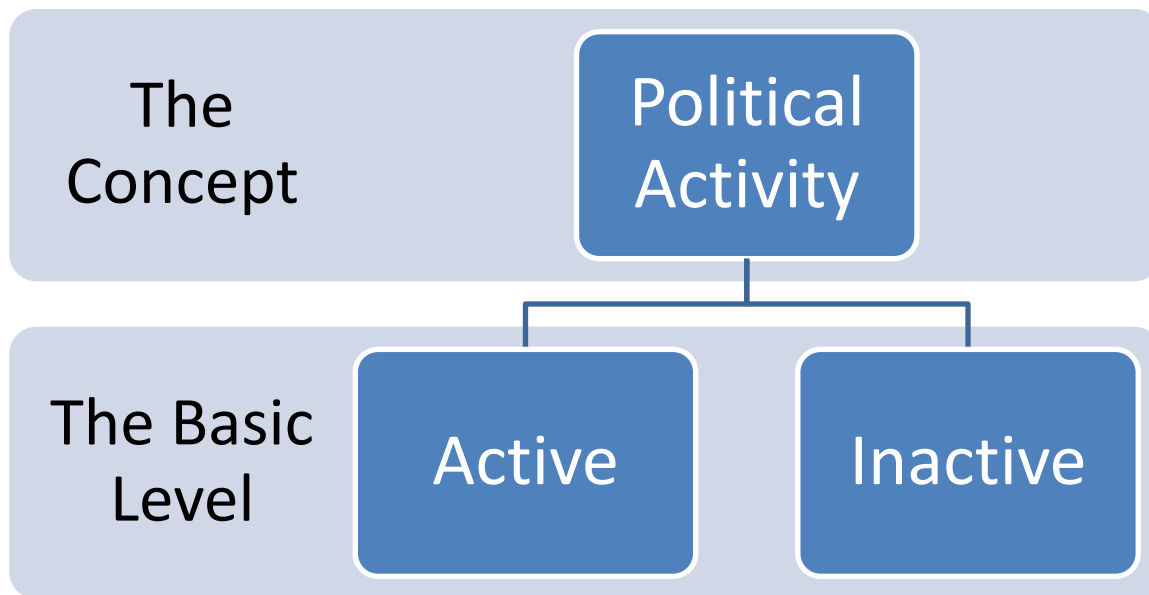 The
Concept
Political
Activity
The Basic
Level
Active
Inactive